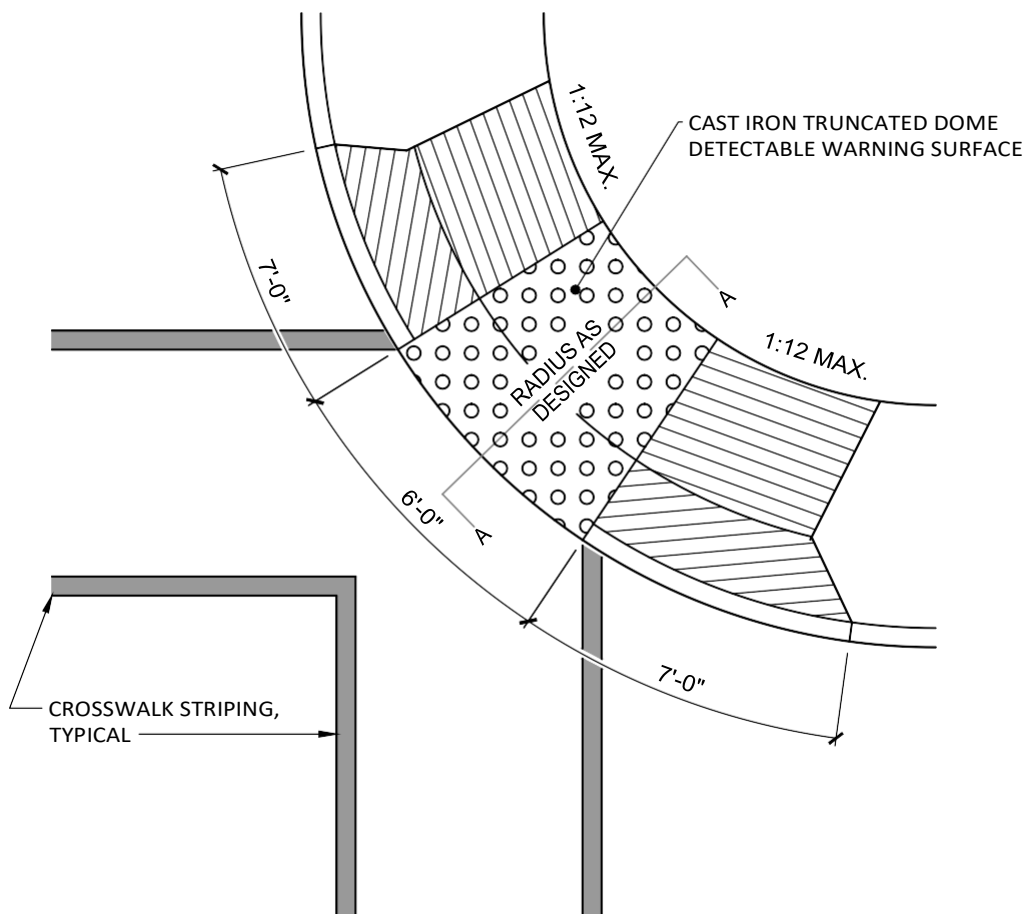 1:12 MAX.
CAST IRON TRUNCATED DOME
DETECTABLE WARNING SURFACE
7'-0"
A
RADIUS AS
DESIGNED
1:12 MAX.
6'-0"
A
7'-0"
CROSSWALK STRIPING,
TYPICAL